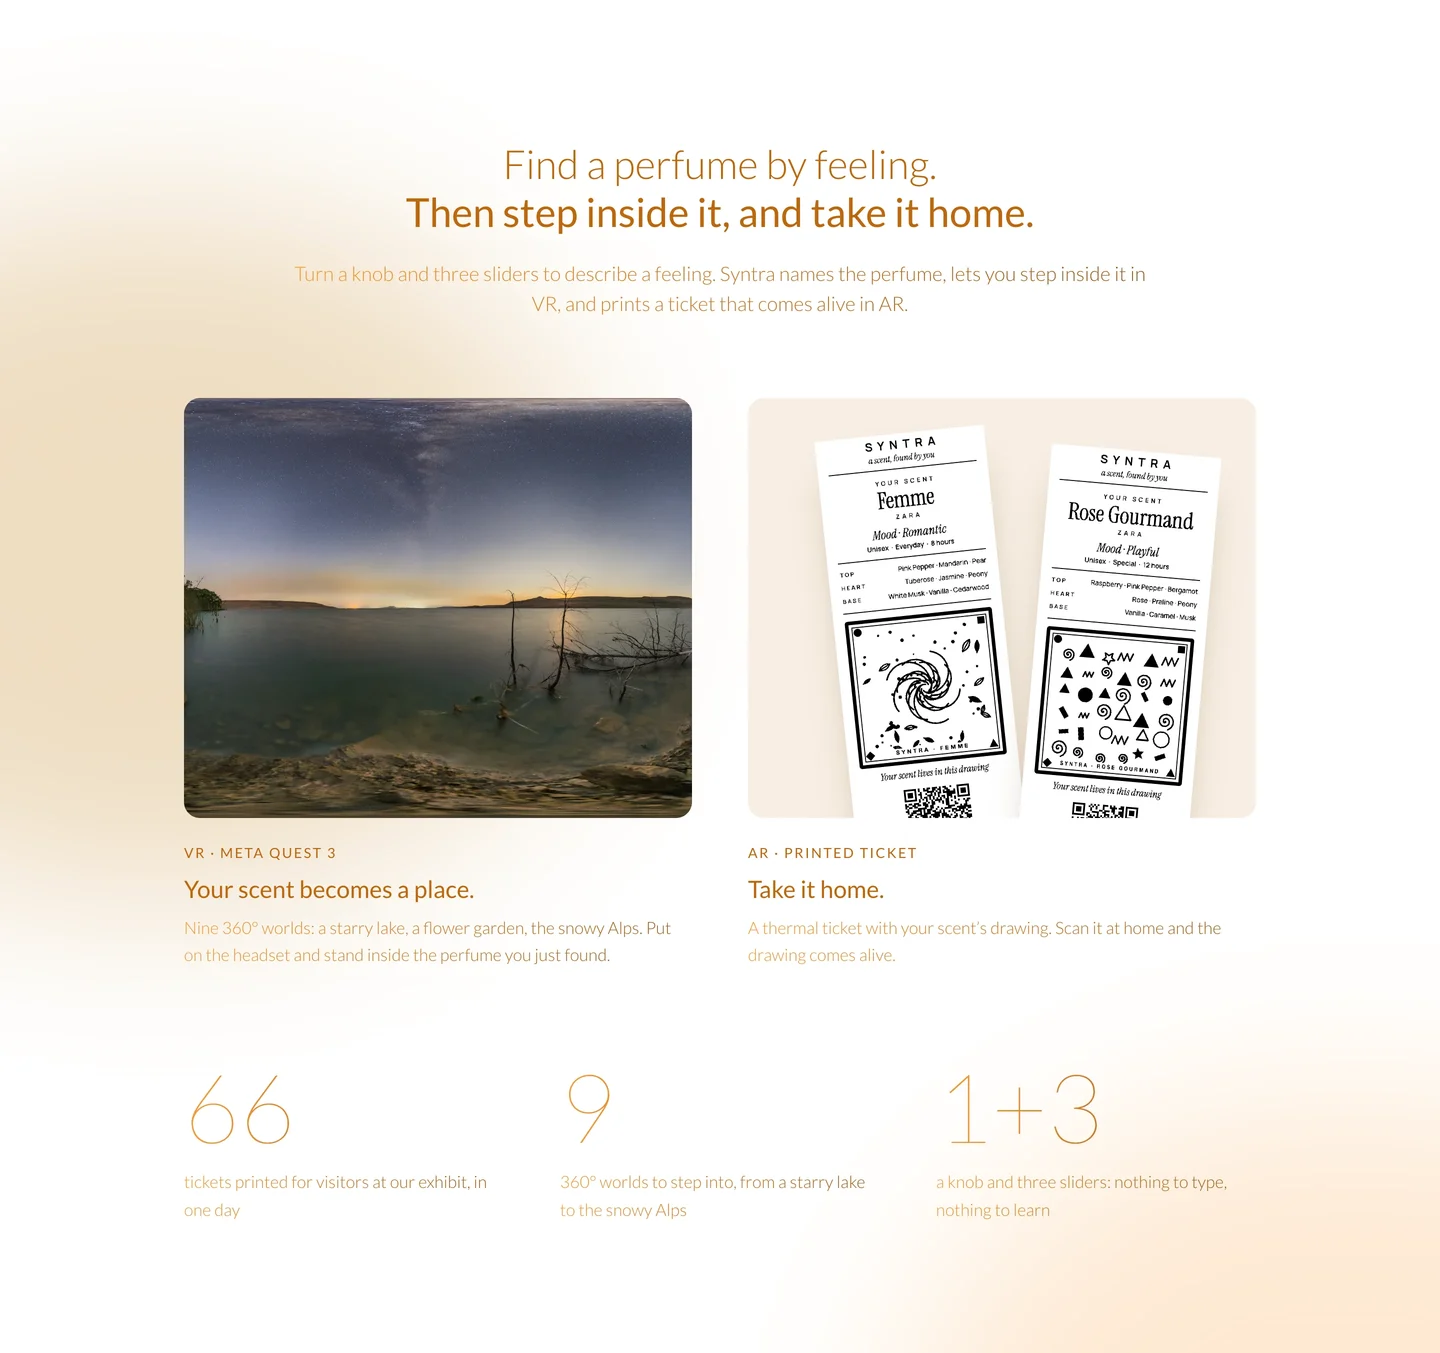 Find a perfume by feeling.
Then step inside it, and take it home.
Turn a knob and three sliders to describe a feeling. Syntra names the perfume, lets you step inside it in
VR, and prints a ticket that comes alive in AR.
SYNTRA
a scent, found by you
YOUR SCENT
Femme
ZARA
Mood · Romantic
Unisex · Everyday · 8 hours
TOP Pink Pepper · Mandarin · Pear
HEART Tuberose · Jasmine · Peony
BASE White Musk · Vanilla · Cedarwood
SYNTRA · FEMME
Your scent lives in this drawing
SYNTRA
a scent, found by you
YOUR SCENT
Rose Gourmand
ZARA
Mood · Playful
Unisex · Special · 12 hours
TOP Raspberry · Pink Pepper · Bergamot
HEART Rose · Praline · Peony
BASE Vanilla · Caramel · Musk
SYNTRA · ROSE GOURMAND
Your scent lives in this drawing
VR · META QUEST 3
Your scent becomes a place.
Nine 360° worlds: a starry lake, a flower garden, the snowy Alps. Put
on the headset and stand inside the perfume you just found.
AR · PRINTED TICKET
Take it home.
A thermal ticket with your scent’s drawing. Scan it at home and the
drawing comes alive.
66
tickets printed for visitors at our exhibit, in
one day
9
360° worlds to step into, from a starry lake
to the snowy Alps
1+3
a knob and three sliders: nothing to type,
nothing to learn